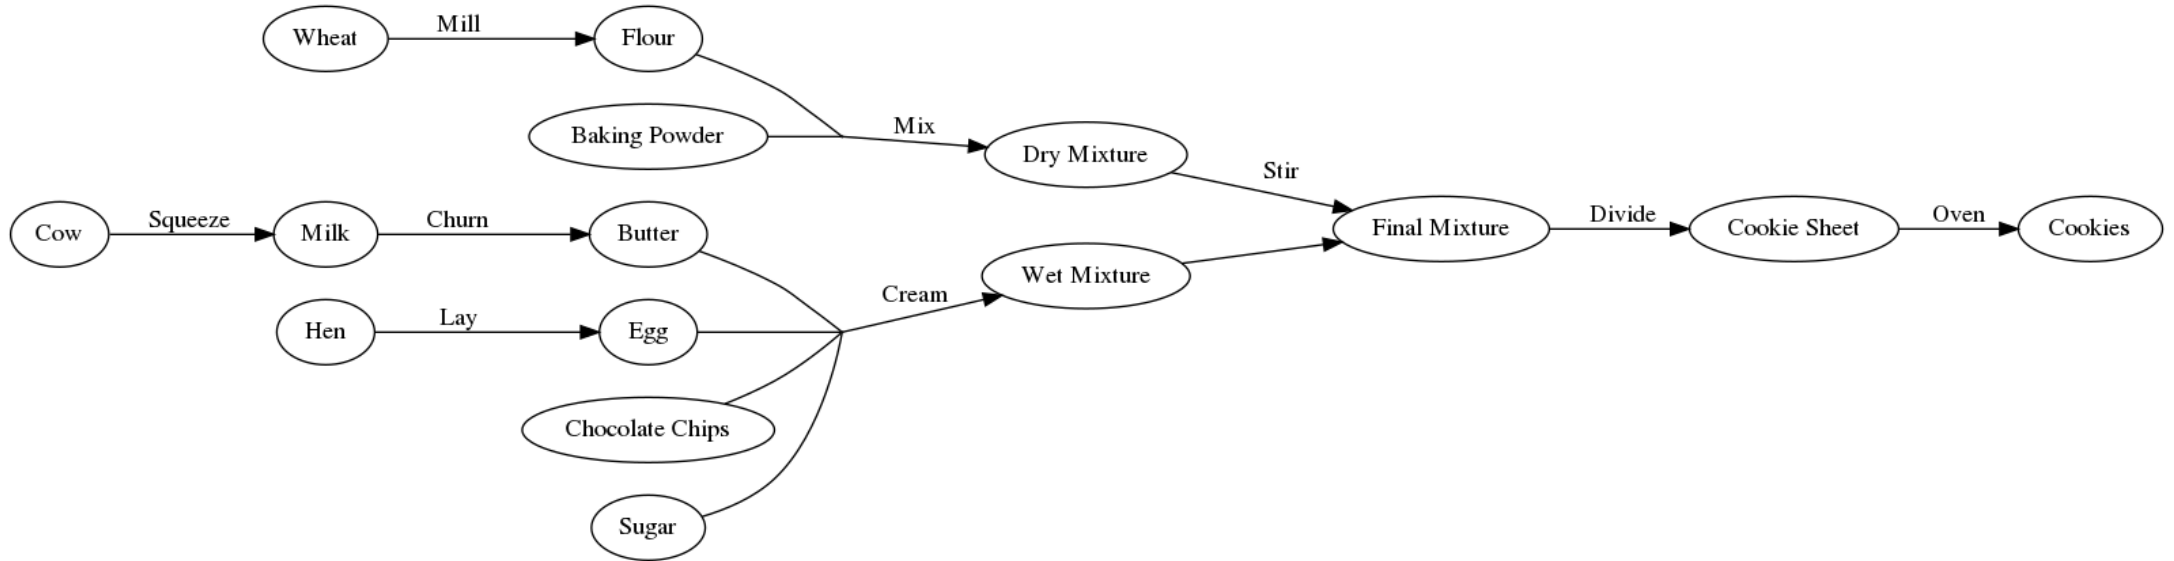 Wheat
Mill
Flour
Baking Powder
Mix
Dry Mixture
Stir
Cow
Squeeze
Milk
Churn
Butter
Hen
Lay
Egg
Chocolate Chips
Sugar
Cream
Wet Mixture
Final Mixture
Divide
Cookie Sheet
Oven
Cookies